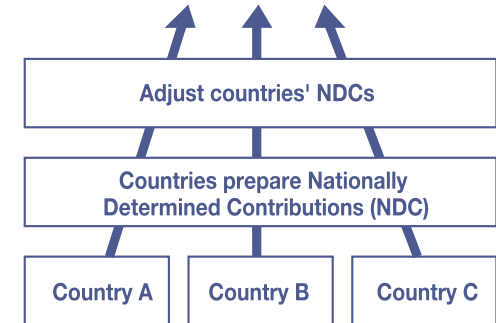 Adjust countries' NDCs
Countries prepare Nationally
Determined Contributions (NDC)
Country A
Country B
Country C